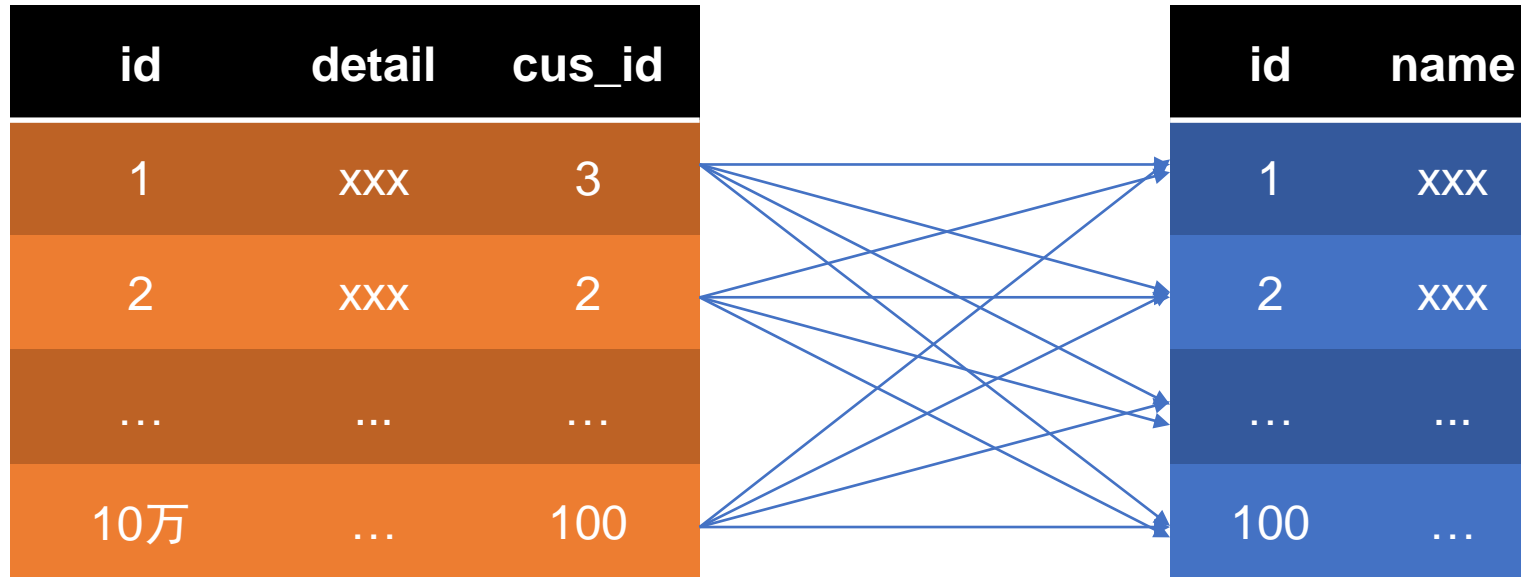 id detail cus_id id name
1 xxx 3 1 xxx
2 xxx 2 2 xxx
… ... … … ...
10万 … 100 100 …